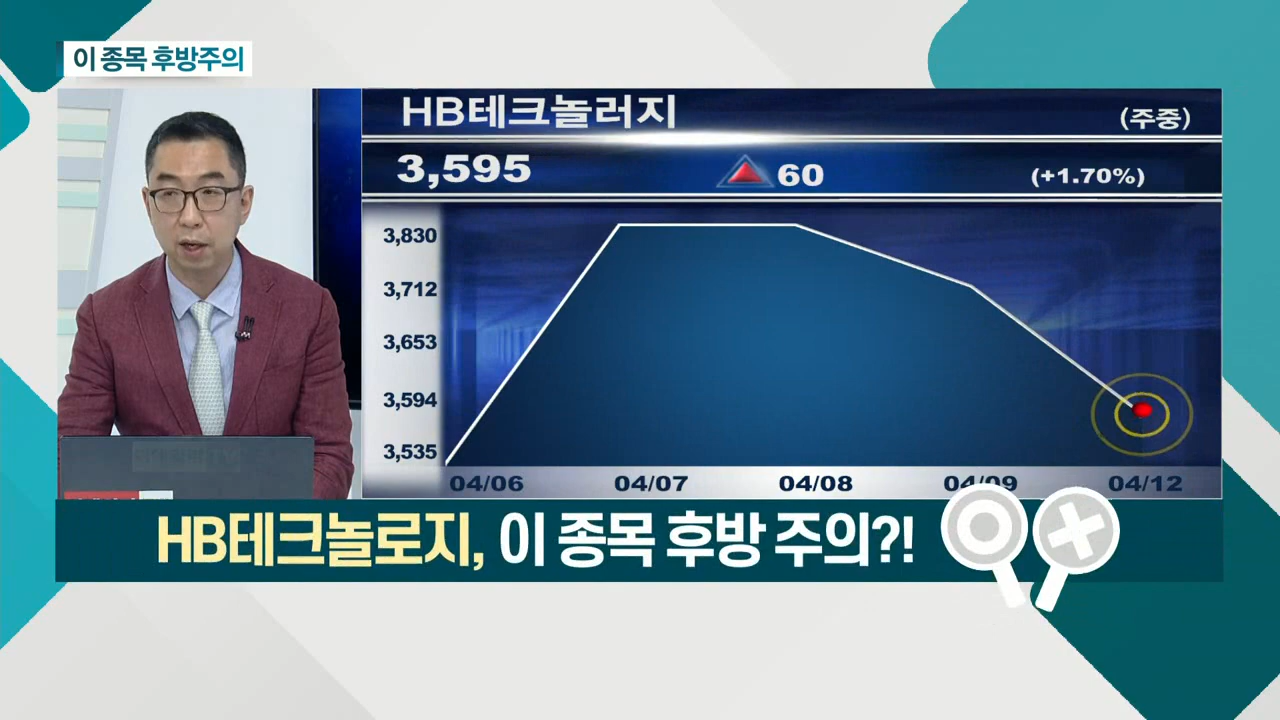 이 종목 후방주의
HB테크놀러지
(주중)
3,595 60 (+1.70%)
3,830
3,712
3,653
3,594
3,535
04/06 04/07 04/08 04/09 04/12
HB테크놀로지, 이 종목 후방 주의?!